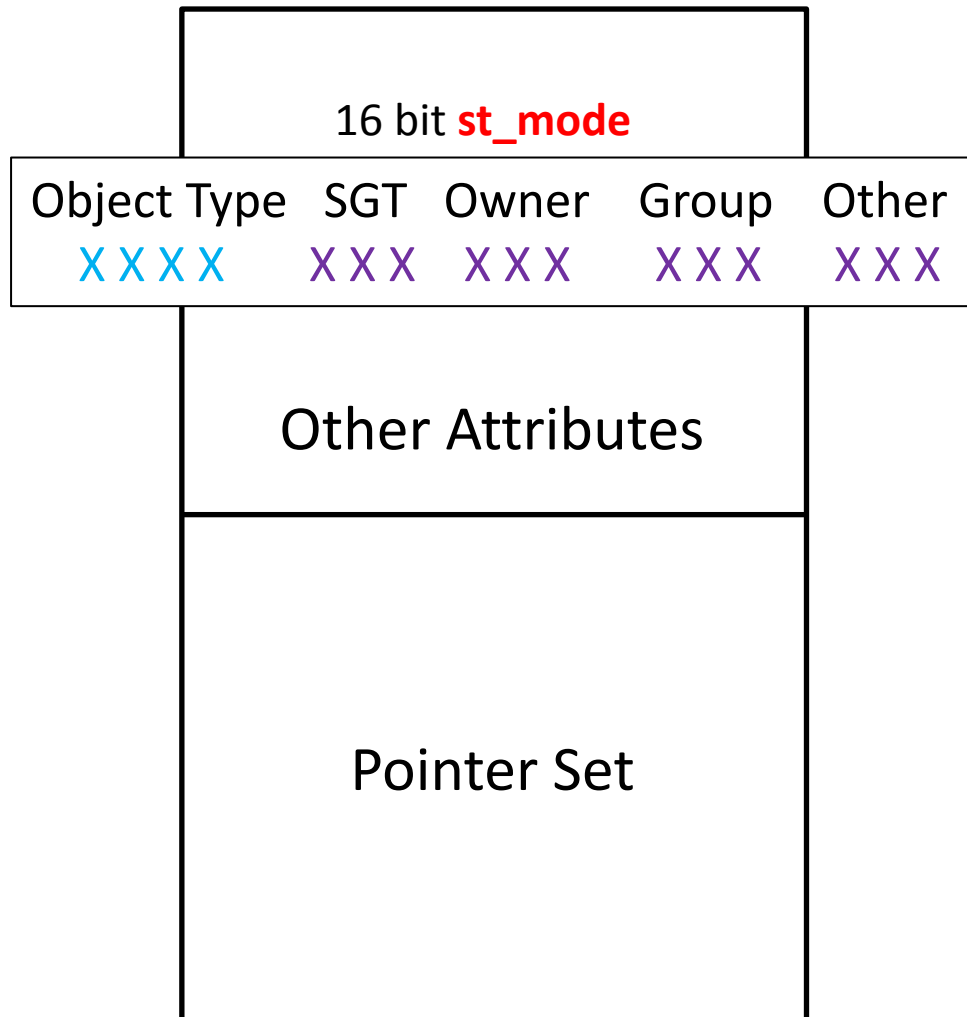 16 bit st_mode
Object Type SGT Owner Group Other
X X X X X X X X X X X X X X X X
Other Attributes
Pointer Set